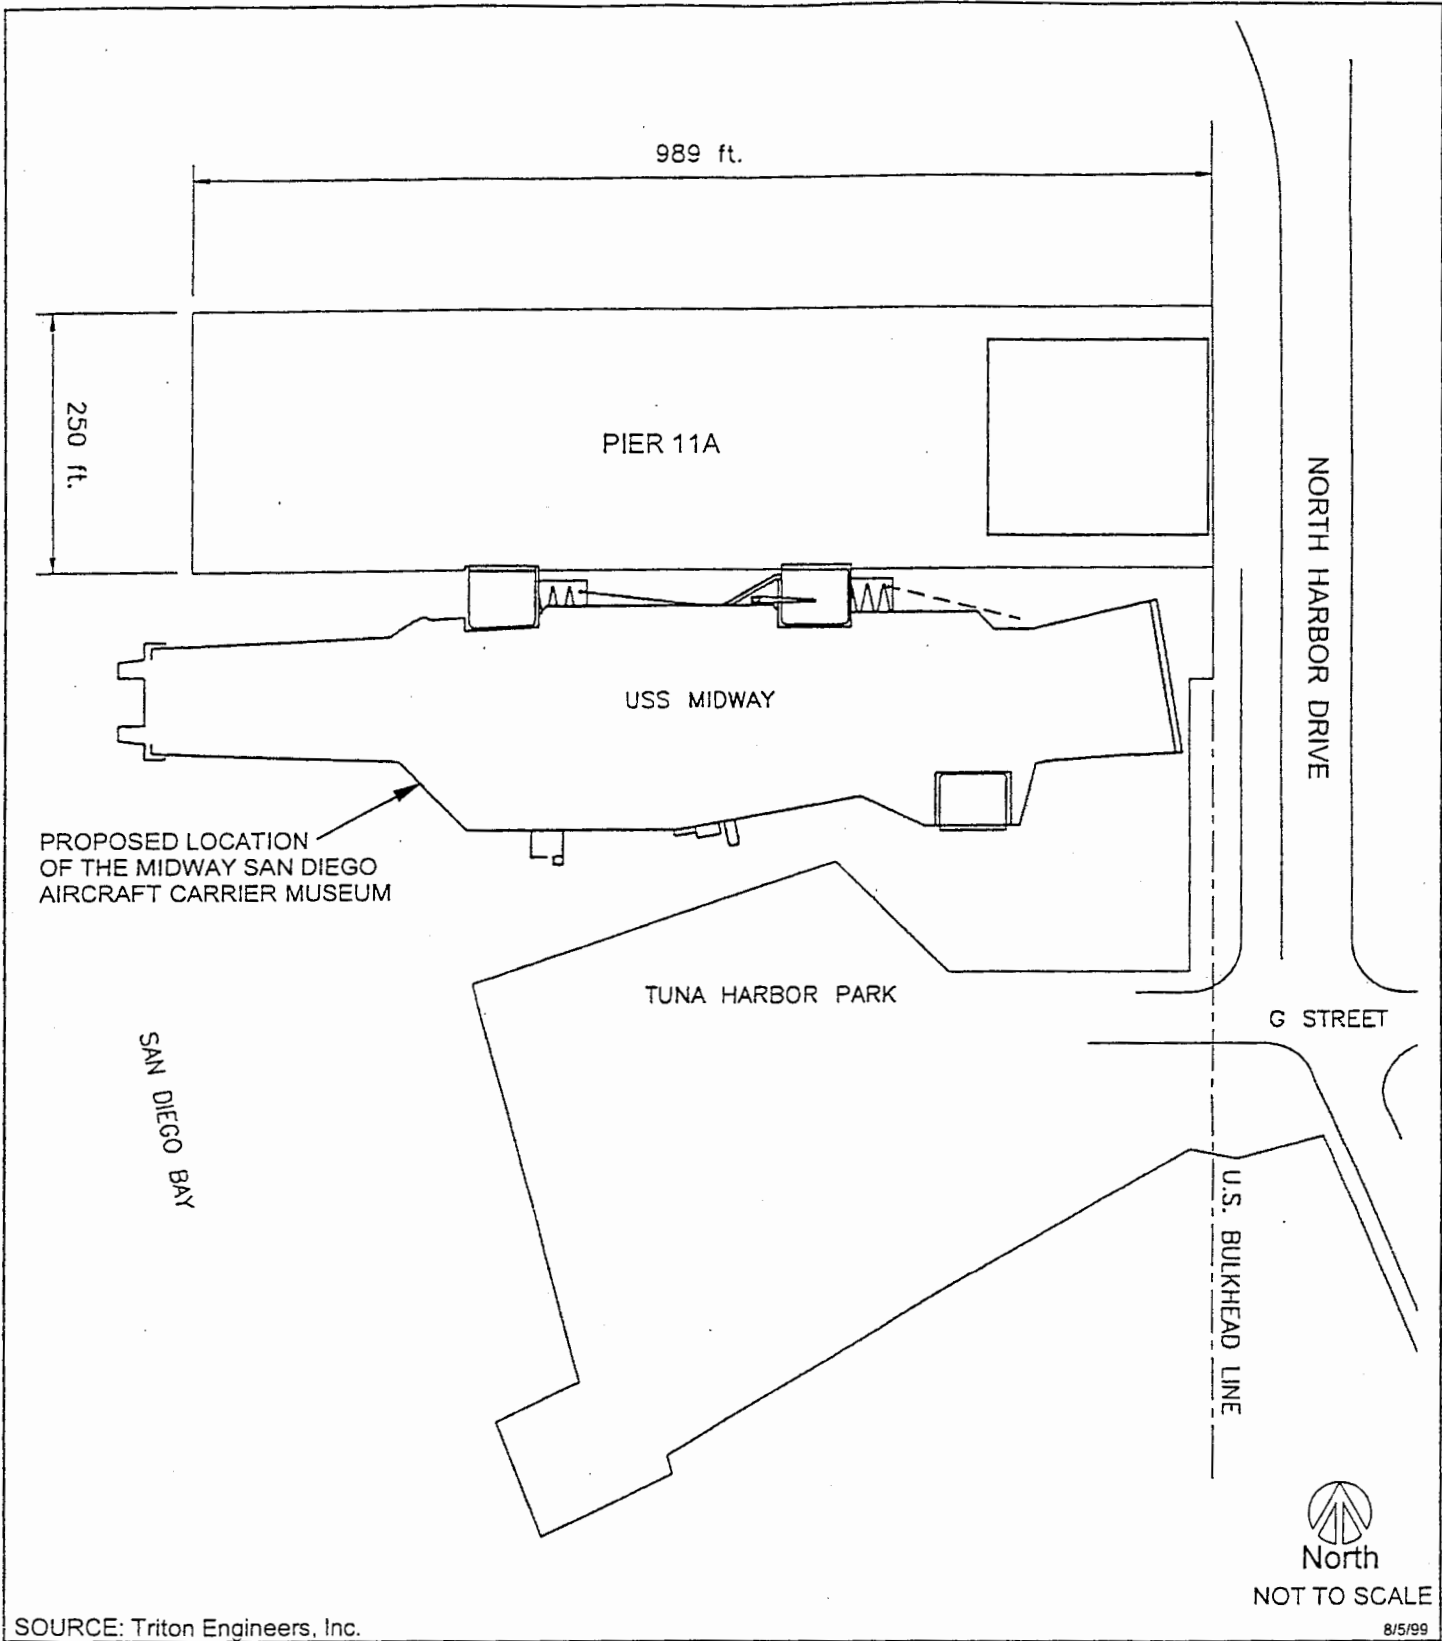 989 ft.
250 ft.
PIER 11A
NORTH HARBOR DRIVE
USS MIDWAY
PROPOSED LOCATION
OF THE MIDWAY SAN DIEGO
AIRCRAFT CARRIER MUSEUM
TUNA HARBOR PARK
G STREET
SAN DIEGO BAY
U.S. BULKHEAD LINE
North
NOT TO SCALE
SOURCE: Triton Engineers, Inc.
8/5/99